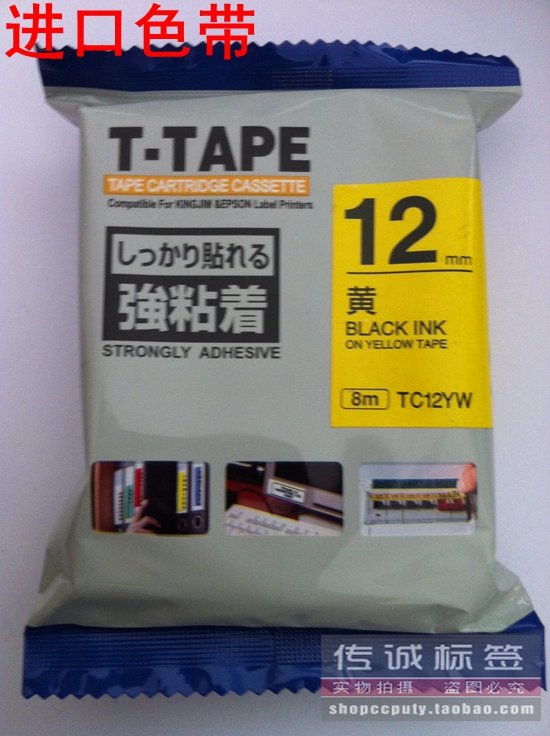 进口色带
T-TAPE
TAPE CARTRIDGE CASSETTE
Compatible For KINGJIM &EPSON Label Printers
しっかり貼れる
強粘着
STRONGLY ADHESIVE
12mm
黄
BLACK INK
ON YELLOW TAPE
8m TC12YW
传诚标签
实物拍摄 盗图必究
shopccputy.taobao.com